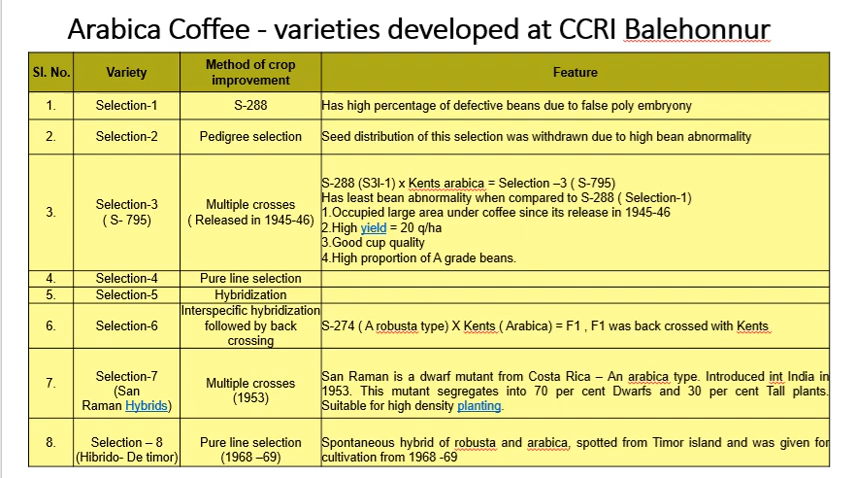 Arabica Coffee - varieties developed at CCRI Balehonnur
Sl. No.
Variety
Method of crop
improvement
Feature
1.
Selection-1
S-288
Has high percentage of defective beans due to false poly embryony
2.
Selection-2
Pedigree selection
Seed distribution of this selection was withdrawn due to high bean abnormality
3.
Selection-3
( S- 795)
Multiple crosses
( Released in 1945-46)
S-288 (S3I-1) x Kents arabica = Selection –3 ( S-795)
Has least bean abnormality when compared to S-288 ( Selection-1)
1.Occupied large area under coffee since its release in 1945-46
2.High yield = 20 q/ha
3.Good cup quality
4.High proportion of A grade beans.
4.
Selection-4
Pure line selection
5.
Selection-5
Hybridization
6.
Selection-6
Interspecific hybridization
followed by back
crossing
S-274 ( A robusta type) X Kents ( Arabica) = F1 , F1 was back crossed with Kents
7.
Selection-7
(San
Raman Hybrids)
Multiple crosses
(1953)
San Raman is a dwarf mutant from Costa Rica – An arabica type. Introduced int India in
1953. This mutant segregates into 70 per cent Dwarfs and 30 per cent Tall plants.
Suitable for high density planting.
8.
Selection – 8
(Hibrido- De timor)
Pure line selection
(1968 –69)
Spontaneous hybrid of robusta and arabica, spotted from Timor island and was given for
cultivation from 1968 -69